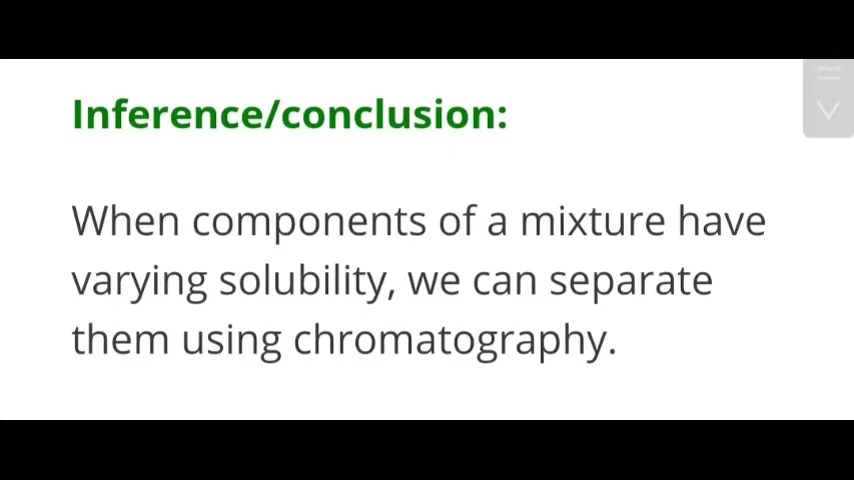 Inference/conclusion:
When components of a mixture have
varying solubility, we can separate
them using chromatography.